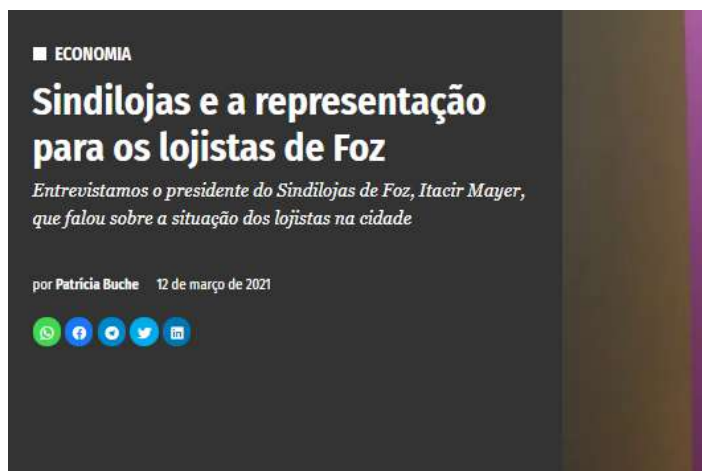 ECONOMIA
Sindilojas e a representação
para os lojistas de Foz
Entrevistamos o presidente do Sindilojas de Foz, Itacir Mayer,
que falou sobre a situação dos lojistas na cidade
por Patrícia Buche 12 de março de 2021